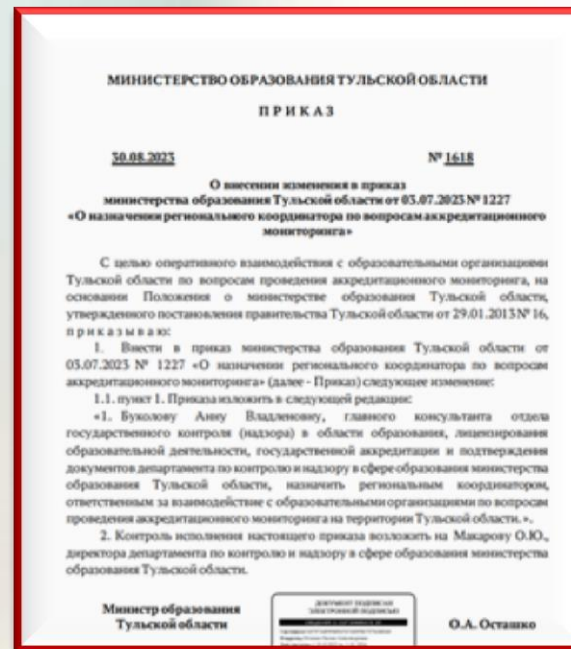 МИНИСТЕРСТВО ОБРАЗОВАНИЯ ТУЛЬСКОЙ ОБЛАСТИ
П Р И К А З
30.08.2023 № 1618
О внесении изменения в приказ
министерства образования Тульской области от 03.07.2023 № 1227
«О назначении регионального координатора по вопросам аккредитационного
мониторинга»
С целью оперативного взаимодействия с образовательными организациями
Тульской области по вопросам проведения аккредитационного мониторинга, на
основании Положения о министерстве образования Тульской области,
утвержденного постановления правительства Тульской области от 29.01.2013 № 16,
п р и к а з ы в а ю:
1. Внести в приказ министерства образования Тульской области от
03.07.2023 № 1227 «О назначении регионального координатора по вопросам
аккредитационного мониторинга» (далее - Приказ) следующее изменение:
1.1. пункт 1. Приказа изложить в следующей редакции:
«1. Буколову Анну Владленовну, главного консультанта отдела
государственного контроля (надзора) в области образования, лицензирования
образовательной деятельности, государственной аккредитации и подтверждения
документов департамента по контролю и надзору в сфере образования министерства
образования Тульской области, назначить региональным координатором,
ответственным за взаимодействие с образовательными организациями по вопросам
проведения аккредитационного мониторинга на территории Тульской области.».
2. Контроль исполнения настоящего приказа возложить на Макарову О.Ю.,
директора департамента по контролю и надзору в сфере образования министерства
образования Тульской области.
Министр образования
Тульской области
ДОКУМЕНТ ПОДПИСАН
ЭЛЕКТРОННОЙ ПОДПИСЬЮ
О.А. Осташко